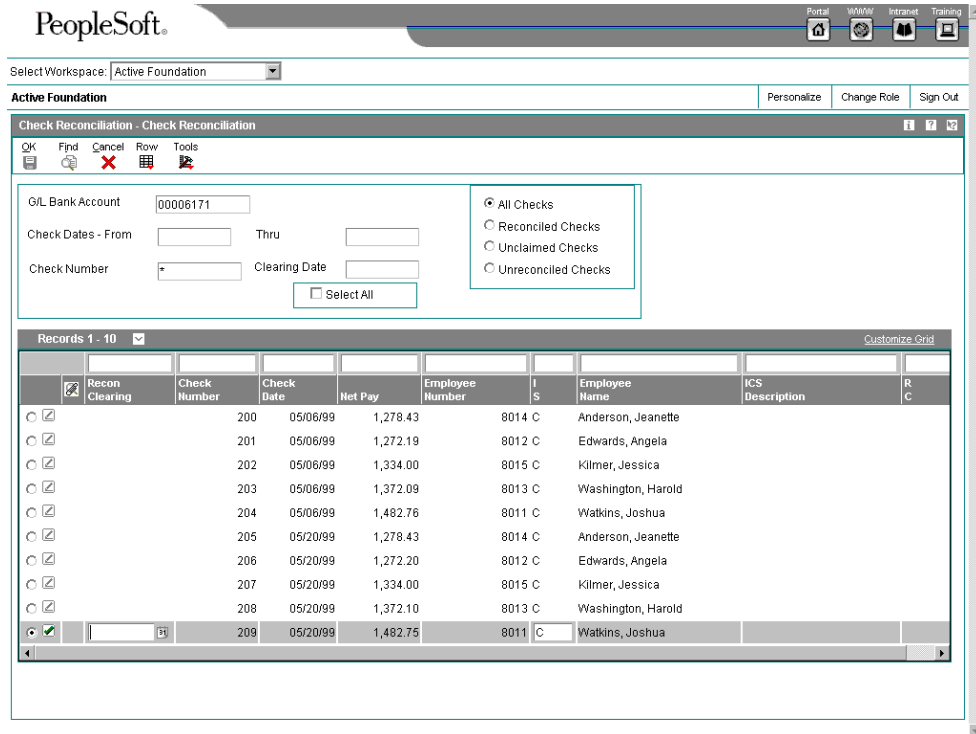 PeopleSoft.
Portal WWW Intranet Training
Select Workspace: Active Foundation
Active Foundation Personalize Change Role Sign Out
Check Reconciliation - Check Reconciliation
OK Find Cancel Row Tools
G/L Bank Account 00006171
Check Dates - From Thru
Check Number * Clearing Date
Select All
All Checks
Reconciled Checks
Unclaimed Checks
Unreconciled Checks
Records 1 - 10 Customize Grid
Recon Clearing Check Number Check Date Net Pay Employee Number I S Employee Name ICS Description R C
200 05/06/99 1,278.43 8014 C Anderson, Jeanette
201 05/06/99 1,272.19 8012 C Edwards, Angela
202 05/06/99 1,334.00 8015 C Kilmer, Jessica
203 05/06/99 1,372.09 8013 C Washington, Harold
204 05/06/99 1,482.76 8011 C Watkins, Joshua
205 05/20/99 1,278.43 8014 C Anderson, Jeanette
206 05/20/99 1,272.20 8012 C Edwards, Angela
207 05/20/99 1,334.00 8015 C Kilmer, Jessica
208 05/20/99 1,372.10 8013 C Washington, Harold
209 05/20/99 1,482.75 8011 C Watkins, Joshua